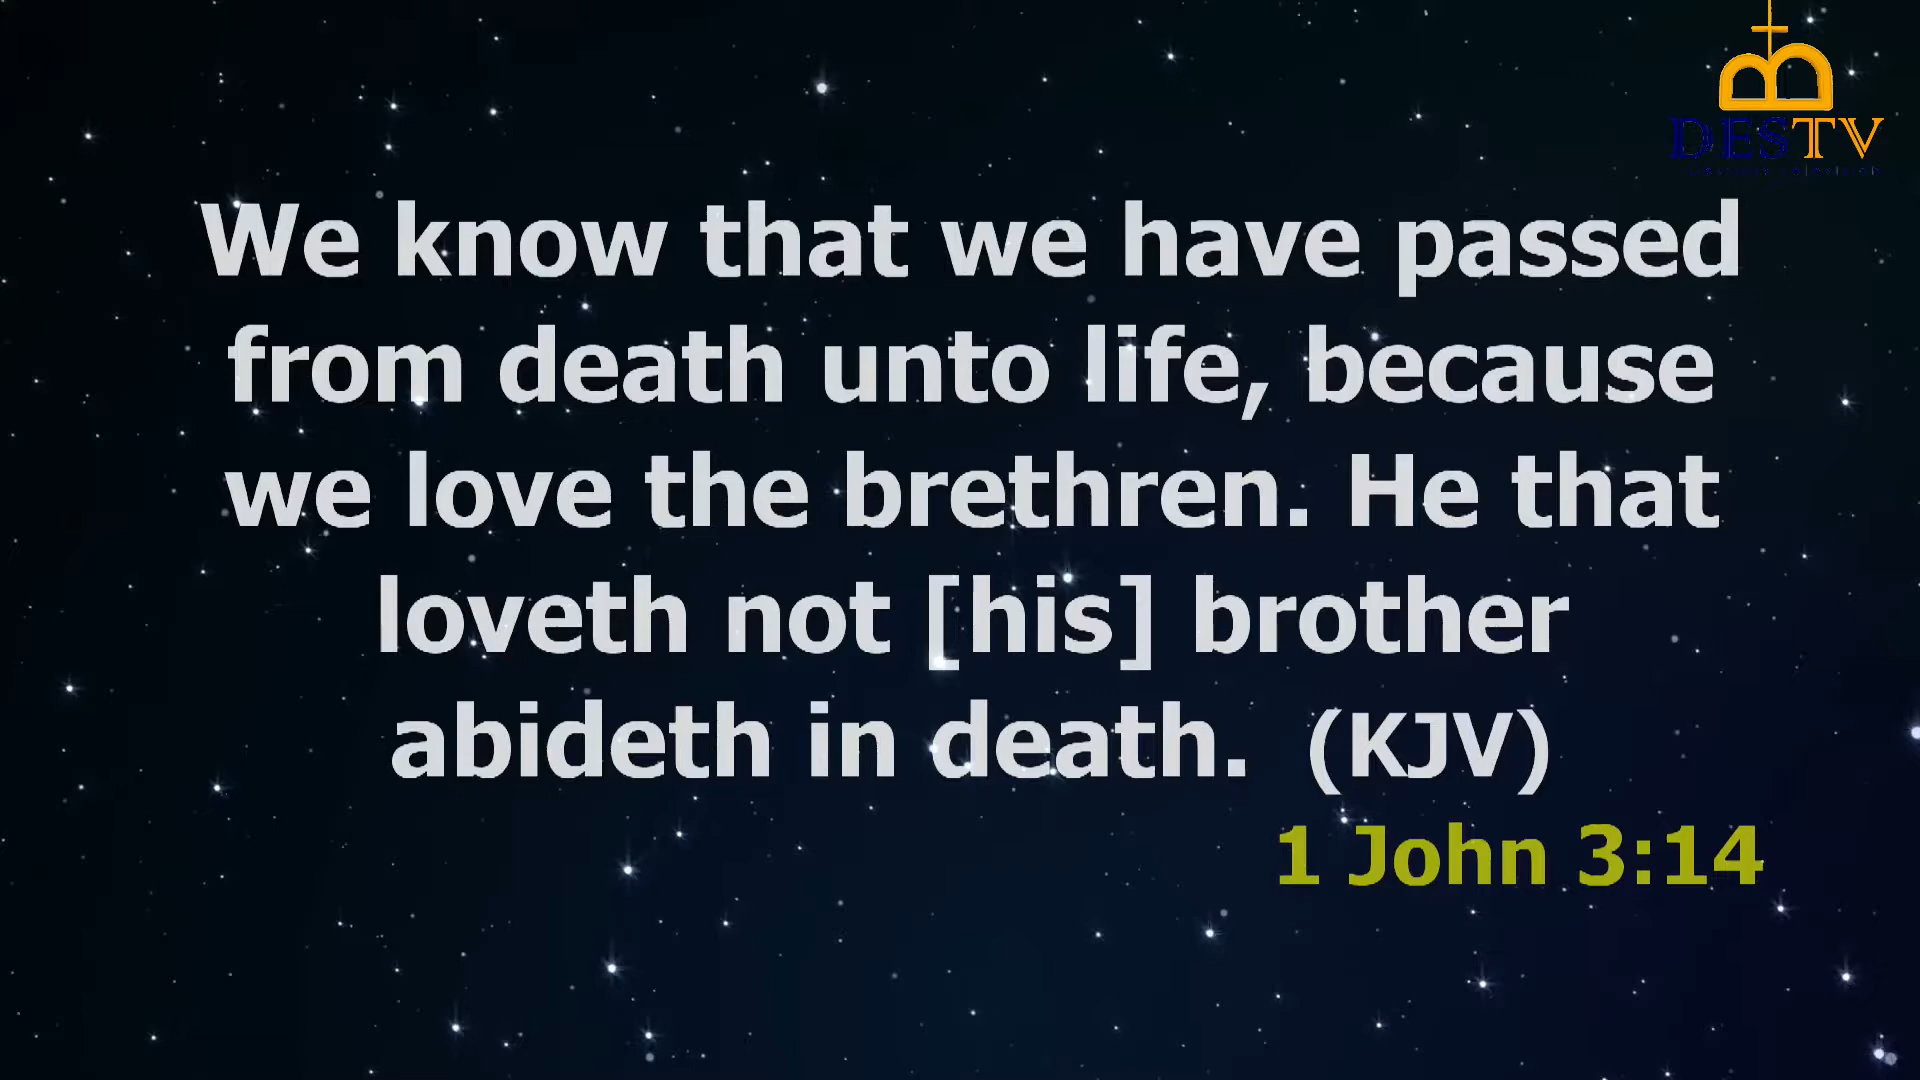 DESTV
We know that we have passed
from death unto life, because
we love the brethren. He that
loveth not [his] brother
abideth in death.  (KJV)
1 John 3:14